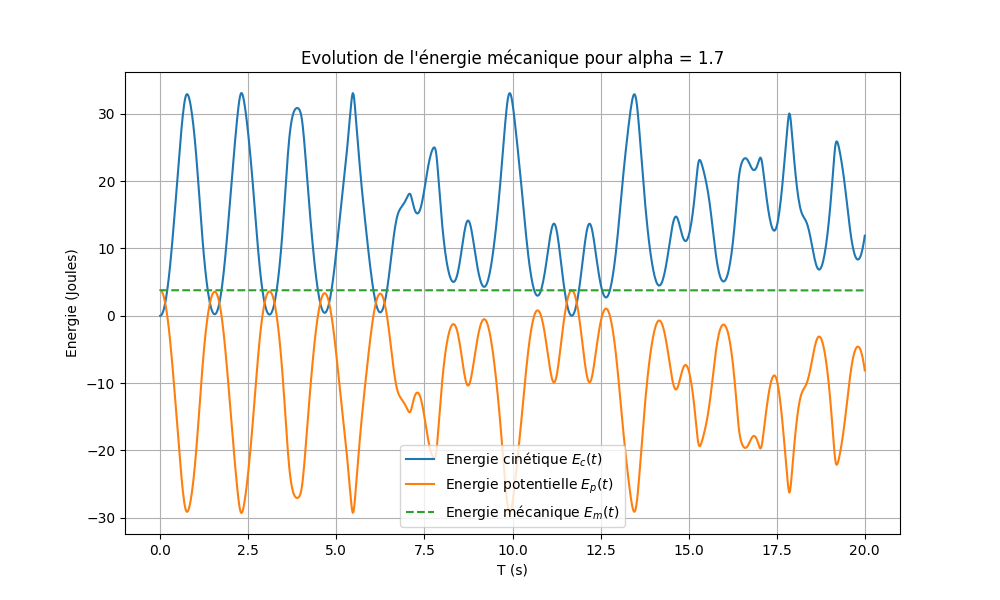 Evolution de l'énergie mécanique pour alpha = 1.7
Energie (Joules)
30
20
10
0
−10
−20
−30
0.0 2.5 5.0 7.5 10.0 12.5 15.0 17.5 20.0
T (s)
Energie cinétique E_c(t)
Energie potentielle E_p(t)
Energie mécanique E_m(t)